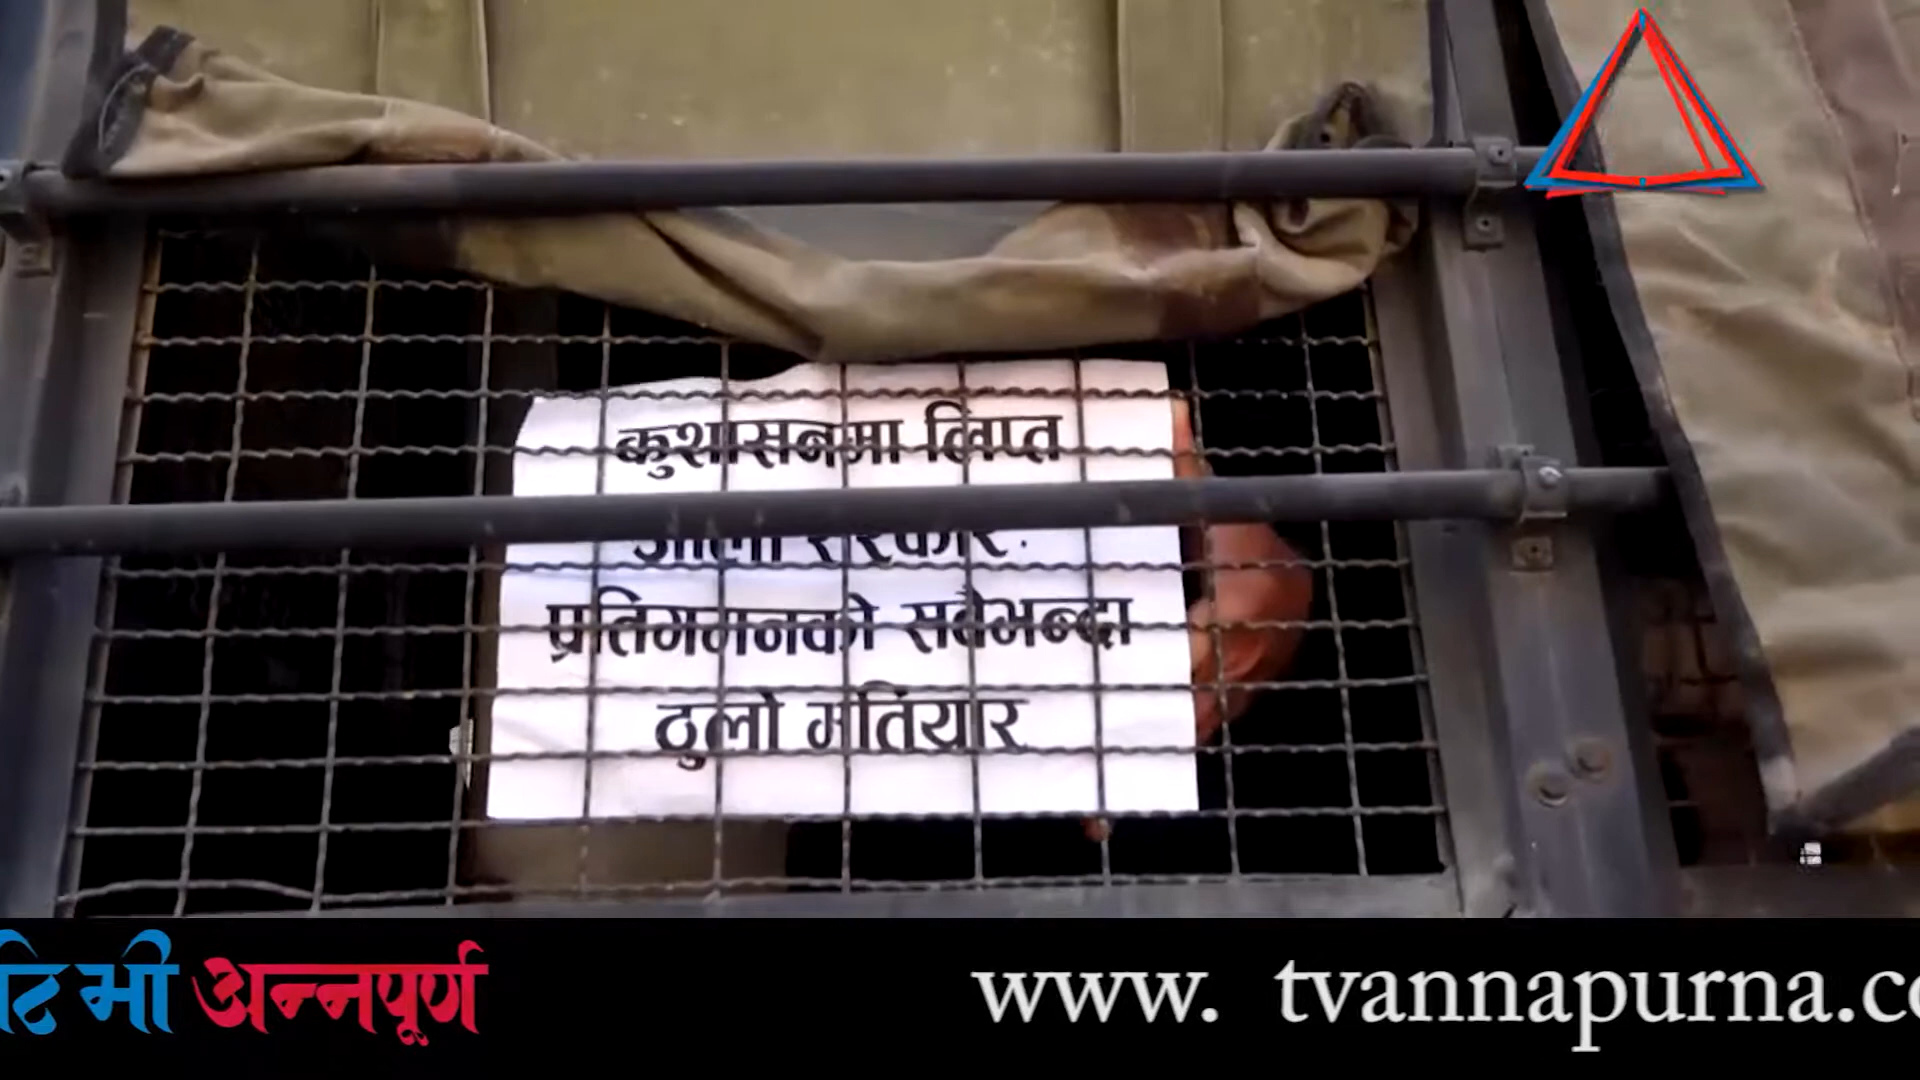 कुशासनमा लिप्त
प्रतिगमनको सबैभन्दा
ठुलो मतियार
टिभी अन्नपूर्ण
www. tvannapurna.co